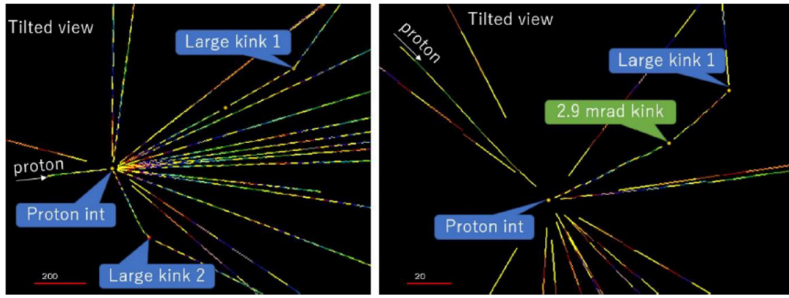 Tilted view
Large kink 1
proton
Proton int
Large kink 2
200
Tilted view
proton
Large kink 1
2.9 mrad kink
Proton int
20